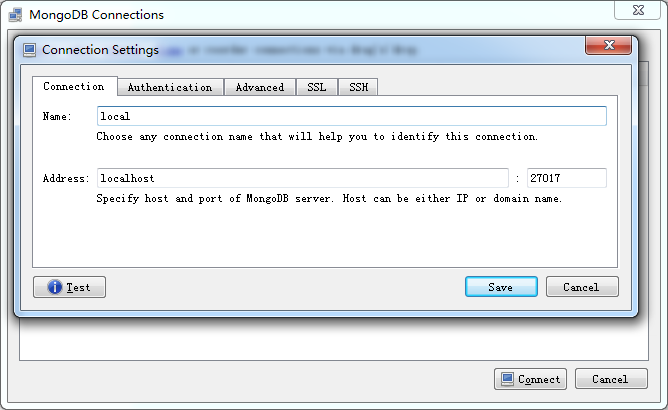 MongoDB Connections
Connection Settings
Connection Authentication Advanced SSL SSH
Name: local
Choose any connection name that will help you to identify this connection.
Address: localhost : 27017
Specify host and port of MongoDB server. Host can be either IP or domain name.
Test Save Cancel
Connect Cancel